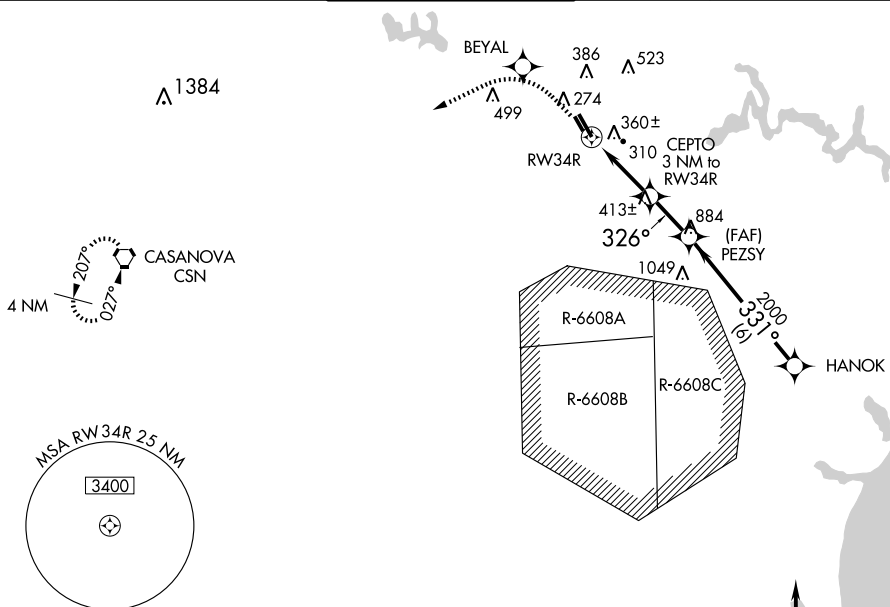 BEYAL
386
523
1384
499
274
360±
310
CEPTO
3 NM to
RW34R
RW34R
413±
326°
884
(FAF)
PEZSY
CASANOVA
CSN
207°
027°
4 NM
1049
2000
331°
(6)
HANOK
R-6608A
R-6608B
R-6608C
MSA RW34R 25 NM
3400